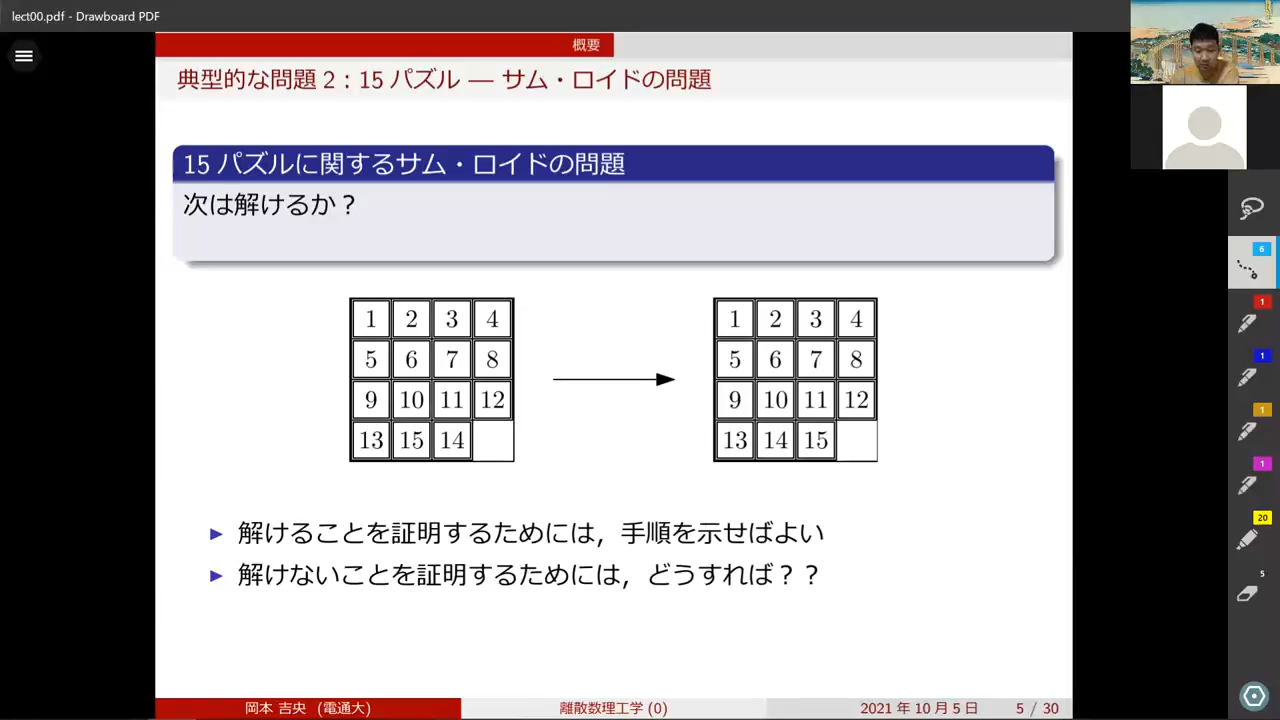 lect00.pdf - Drawboard PDF
概要
典型的な問題 2 : 15 パズル — サム・ロイドの問題
15 パズルに関するサム・ロイドの問題
次は解けるか？
1 2 3 4
5 6 7 8
9 10 11 12
13 15 14
1 2 3 4
5 6 7 8
9 10 11 12
13 14 15
▶ 解けることを証明するためには，手順を示せばよい
▶ 解けないことを証明するためには，どうすれば？？
岡本 吉央 (電通大)
離散数理工学 (0)
2021 年 10 月 5 日
5 / 30
6
1
1
1
1
20
5